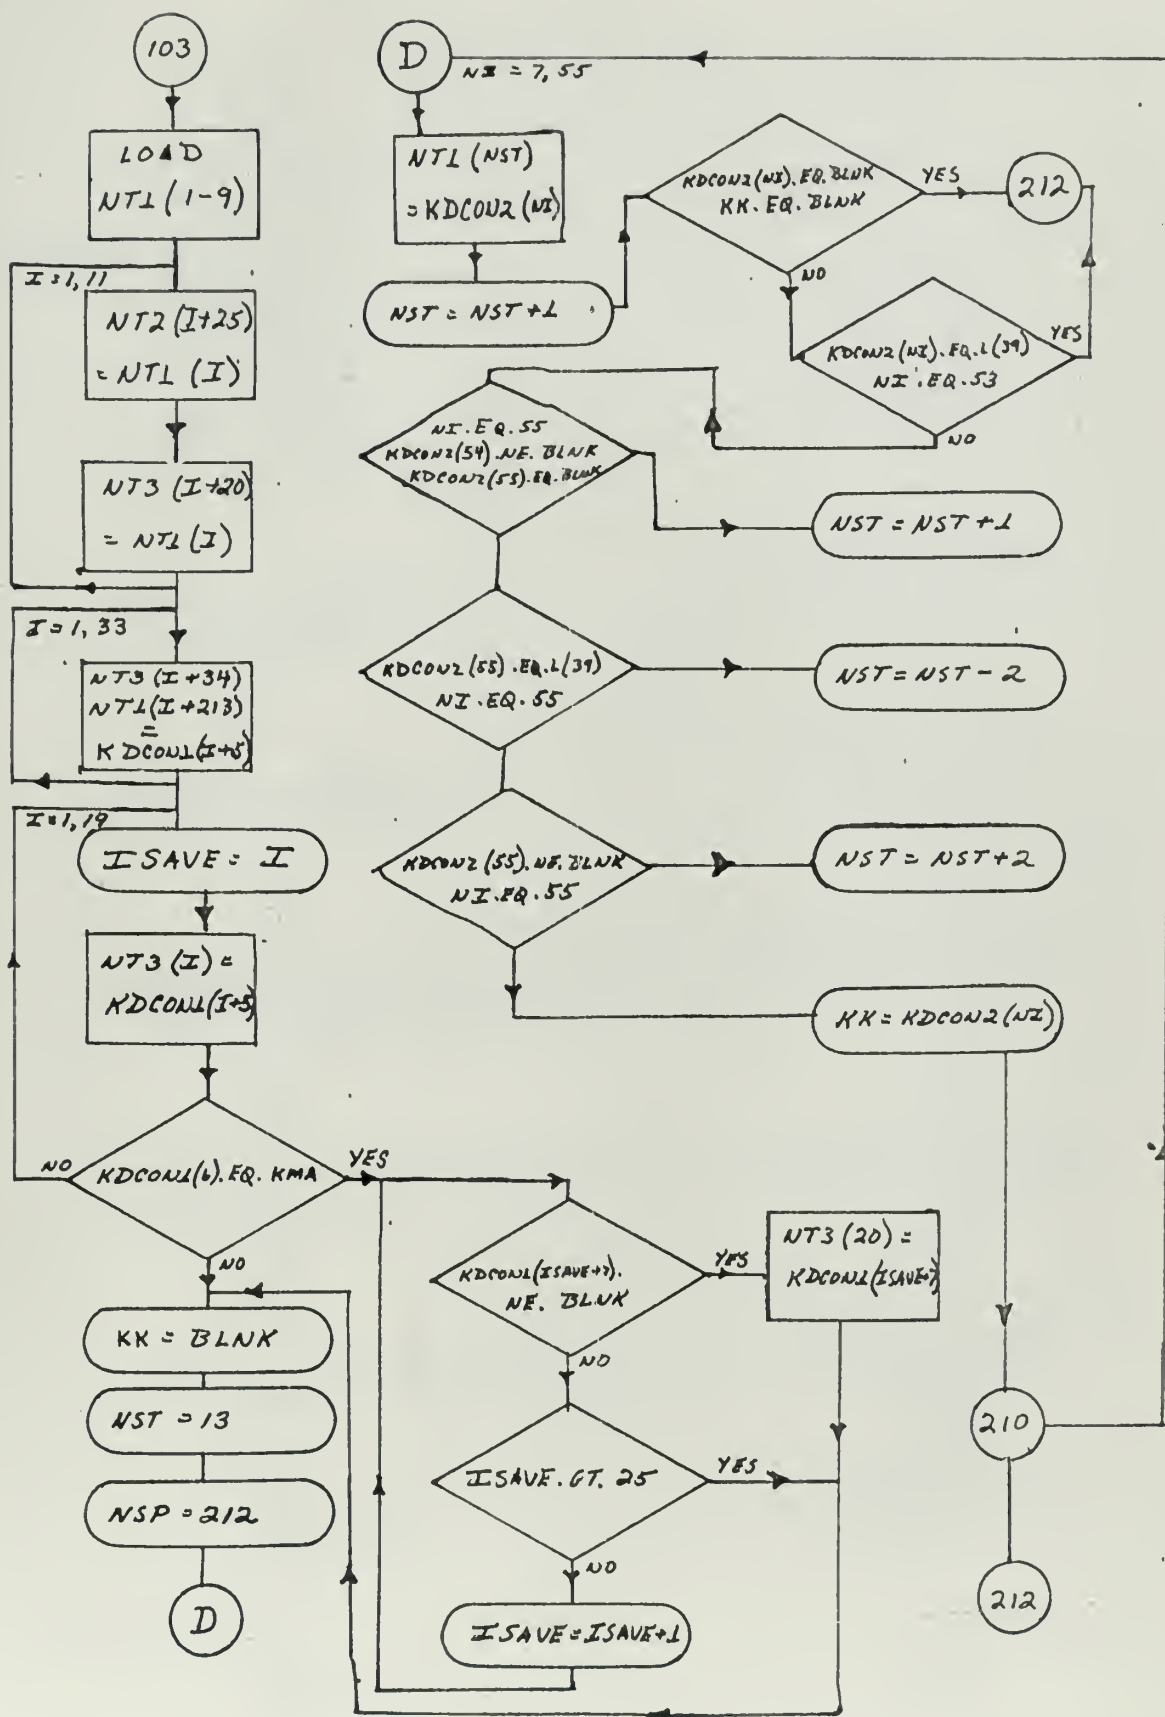 103
LOAD
NT1 (1-9)
I = 1, 11
NT2 (I+25)
= NT1 (I)
NT3 (I+20)
= NT1 (I)
I = 1, 33
NT3 (I+34)
NT1 (I+213)
=
KDCON1 (I+5)
I = 1, 19
ISAVE = I
NT3 (I) =
KDCON1 (I+5)
NO
KDCON1(6).EQ.KMA
YES
NO
KK = BLNK
NST = 13
NSP = 212
D
KDCON1(ISAVE+7).
NE. BLNK
YES
NT3 (20) =
KDCON1(ISAVE+7)
NO
ISAVE.GT.25
YES
NO
ISAVE = ISAVE+1
D
NI = 7, 55
NT1 (NST)
= KDCON2 (NI)
NST = NST+1
KDCON2(NI).EQ.BLNK
KK.EQ.BLNK
YES
212
NO
KDCON2(NI).EQ.L(39)
NI.EQ.53
YES
NO
NI.EQ.55
KDCON2(54).NE.BLNK
KDCON2(55).EQ.BLNK
NST = NST+1
KDCON2(55).EQ.L(39)
NI.EQ.55
NST = NST-2
KDCON2(55).NE.BLNK
NI.EQ.55
NST = NST+2
KK = KDCON2(NI)
210
212